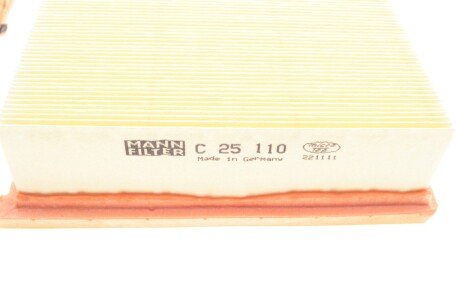 MANN
FILTER
C 25 110
Made in Germany
221111